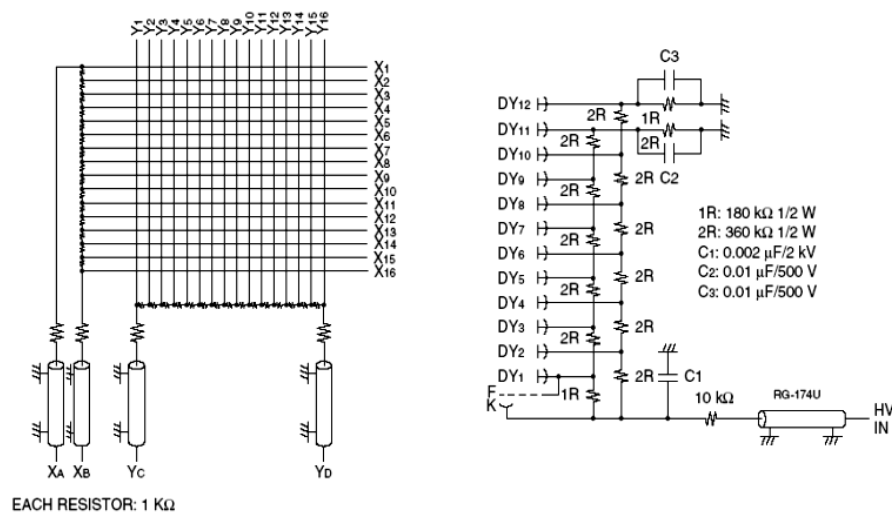 Y1
Y2
Y3
Y4
Y5
Y6
Y7
Y8
Y9
Y10
Y11
Y12
Y13
Y14
Y15
Y16
X1
X2
X3
X4
X5
X6
X7
X8
X9
X10
X11
X12
X13
X14
X15
X16
XA XB YC YD
EACH RESISTOR: 1 KΩ
C3
DY12
2R 1R
DY11
2R 2R
DY10
C2
2R
DY9
2R
DY8
DY7
2R
2R
DY6
DY5
2R
2R
DY4
DY3
2R
2R
DY2
DY1
2R C1
F
K
1R
10 kΩ
RG-174U
HV
IN
1R: 180 kΩ 1/2 W
2R: 360 kΩ 1/2 W
C1: 0.002 µF/2 kV
C2: 0.01 µF/500 V
C3: 0.01 µF/500 V